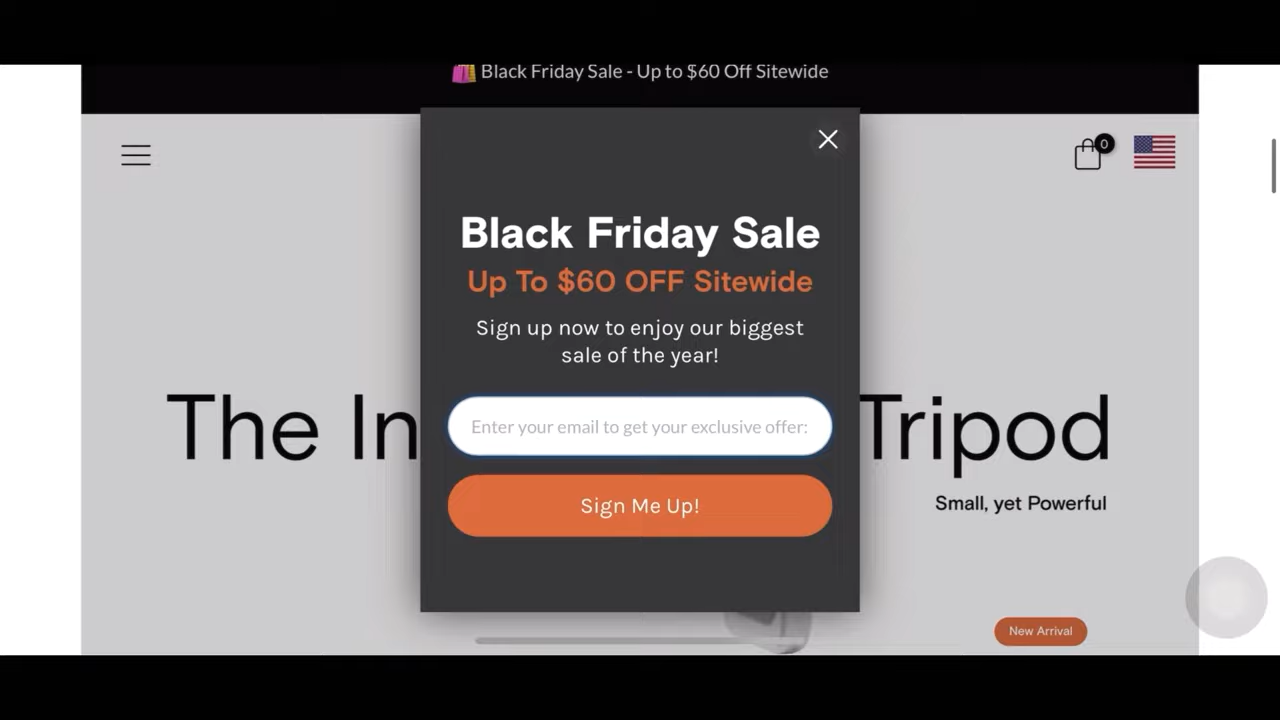 Black Friday Sale - Up to $60 Off Sitewide
0
Black Friday Sale
Up To $60 OFF Sitewide
Sign up now to enjoy our biggest
sale of the year!
The In
Tripod
Enter your email to get your exclusive offer:
Sign Me Up!
Small, yet Powerful
New Arrival